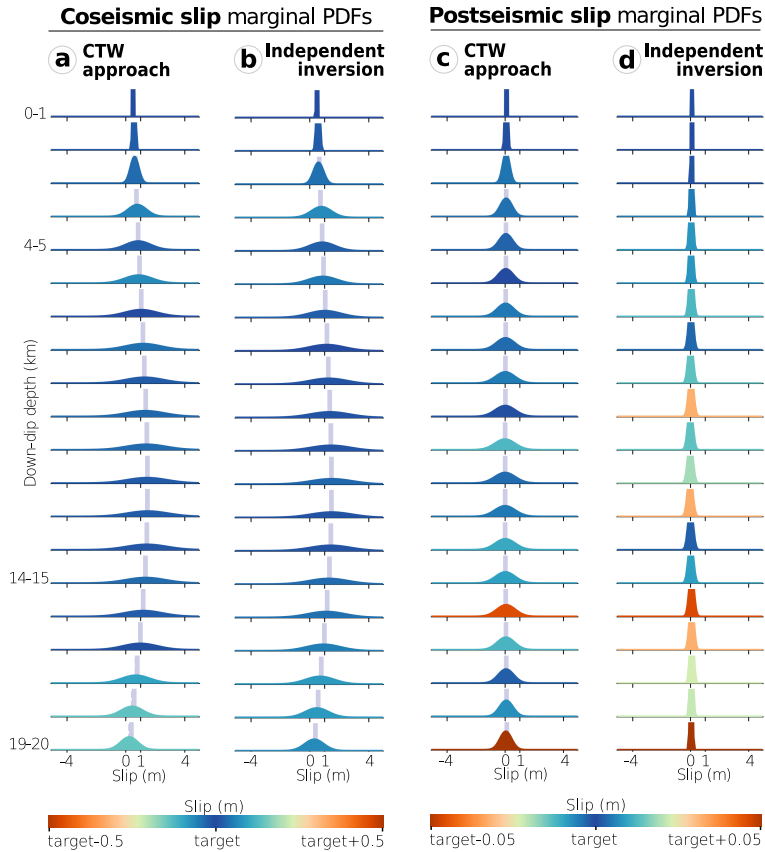 Coseismic slip marginal PDFs
Postseismic slip marginal PDFs
a CTW approach
b Independent inversion
c CTW approach
d Independent inversion
Down-dip depth (km)
0-1
4-5
14-15
19-20
-4 0 1 4
Slip (m)
-4 0 1 4
Slip (m)
-4 0 1 4
Slip (m)
-4 0 1 4
Slip (m)
Slip (m)
target-0.5 target target+0.5
Slip (m)
target-0.05 target target+0.05